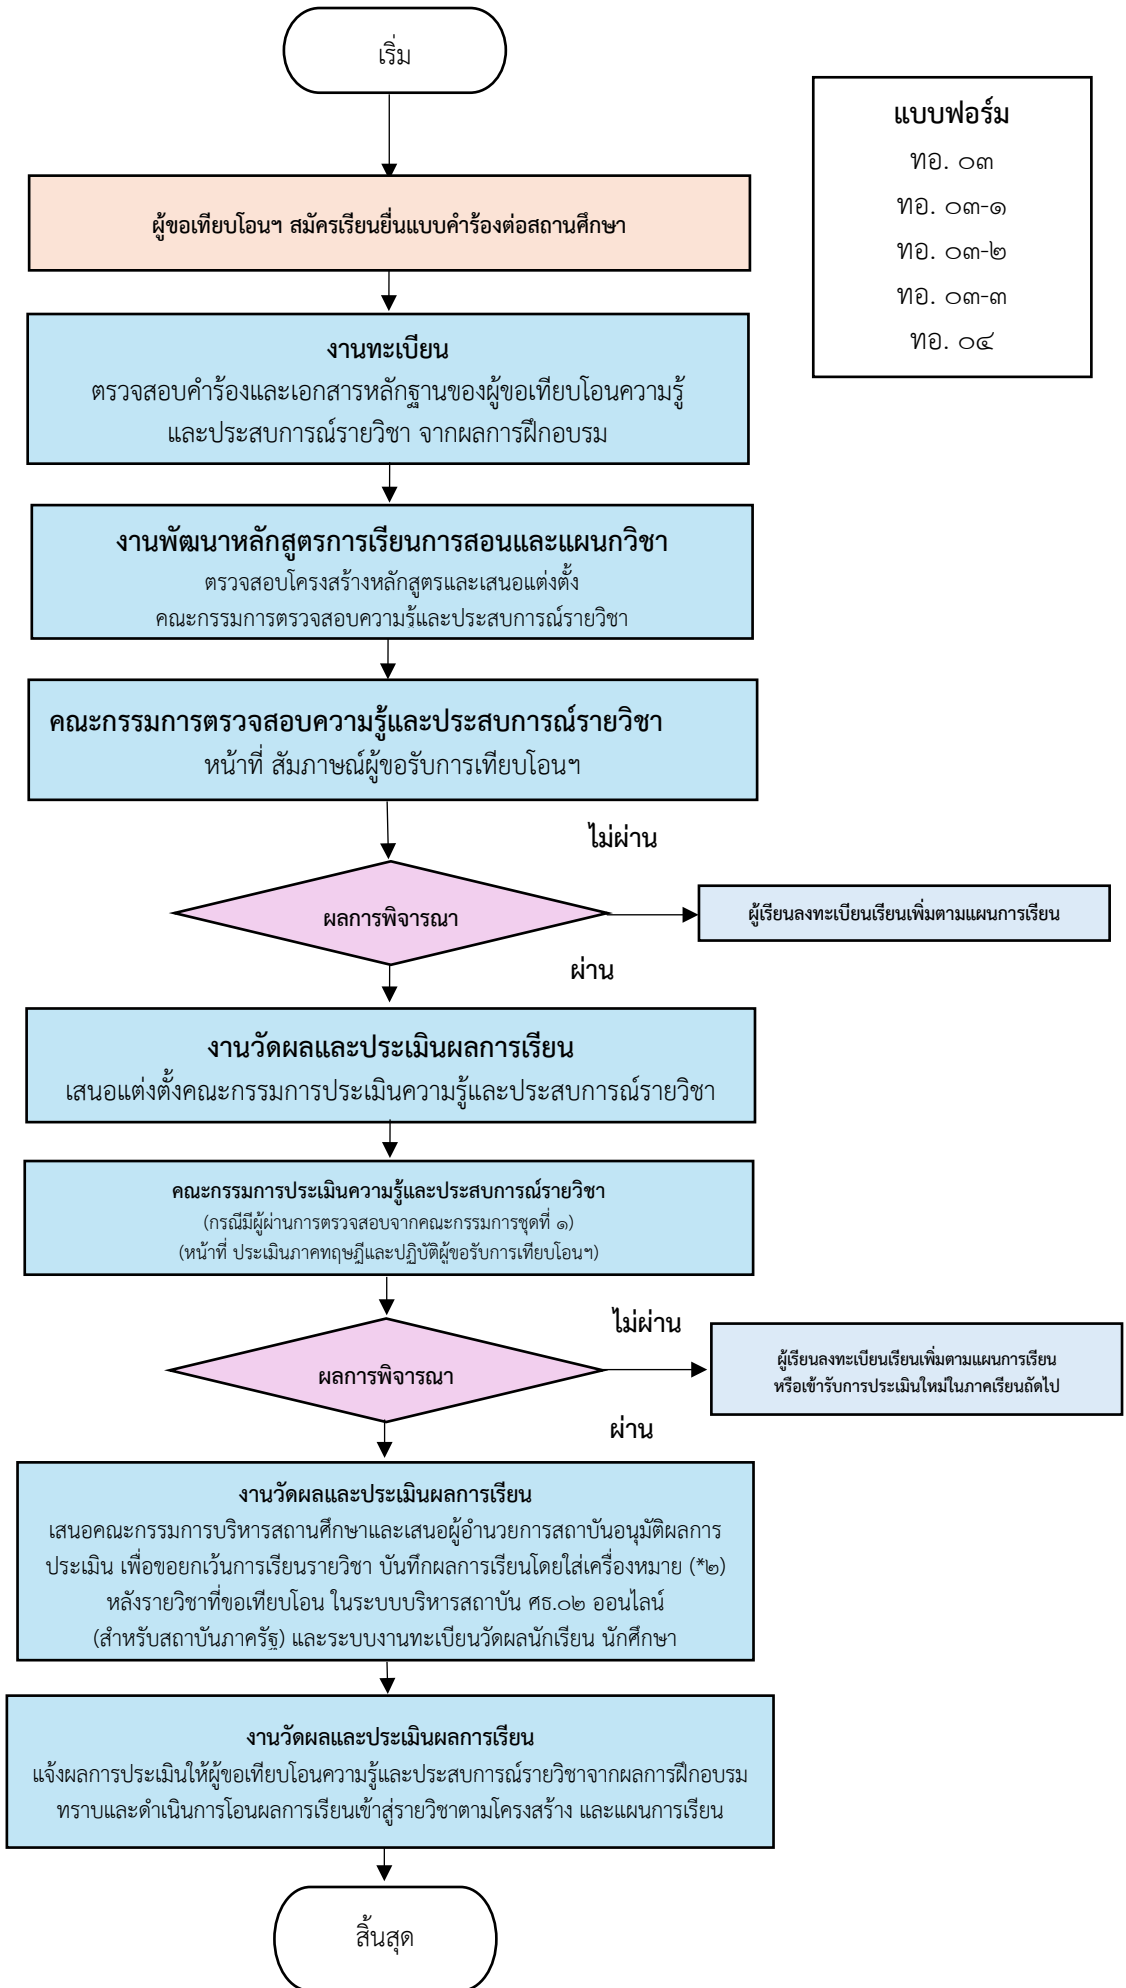 เริ่ม
แบบฟอร์ม
ทอ. ๐๓
ทอ. ๐๓-๑
ทอ. ๐๓-๒
ทอ. ๐๓-๓
ทอ. ๐๔
ผู้ขอเทียบโอนฯ สมัครเรียนยื่นแบบคำร้องต่อสถานศึกษา
งานทะเบียน
ตรวจสอบคำร้องและเอกสารหลักฐานของผู้ขอเทียบโอนความรู้
และประสบการณ์รายวิชา จากผลการฝึกอบรม
งานพัฒนาหลักสูตรการเรียนการสอนและแผนกวิชา
ตรวจสอบโครงสร้างหลักสูตรและเสนอแต่งตั้ง
คณะกรรมการตรวจสอบความรู้และประสบการณ์รายวิชา
คณะกรรมการตรวจสอบความรู้และประสบการณ์รายวิชา
หน้าที่ สัมภาษณ์ผู้ขอรับการเทียบโอนฯ
ไม่ผ่าน
ผลการพิจารณา
ผู้เรียนลงทะเบียนเรียนเพิ่มตามแผนการเรียน
ผ่าน
งานวัดผลและประเมินผลการเรียน
เสนอแต่งตั้งคณะกรรมการประเมินความรู้และประสบการณ์รายวิชา
คณะกรรมการประเมินความรู้และประสบการณ์รายวิชา
(กรณีมีผู้ผ่านการตรวจสอบจากคณะกรรมการชุดที่ ๑)
(หน้าที่ ประเมินภาคทฤษฎีและปฏิบัติผู้ขอรับการเทียบโอนฯ)
ไม่ผ่าน
ผลการพิจารณา
ผู้เรียนลงทะเบียนเรียนเพิ่มตามแผนการเรียน
หรือเข้ารับการประเมินใหม่ในภาคเรียนถัดไป
ผ่าน
งานวัดผลและประเมินผลการเรียน
เสนอคณะกรรมการบริหารสถานศึกษาและเสนอผู้อำนวยการสถาบันอนุมัติผลการ
ประเมิน เพื่อขอยกเว้นการเรียนรายวิชา บันทึกผลการเรียนโดยใส่เครื่องหมาย (*๒)
หลังรายวิชาที่ขอเทียบโอน ในระบบบริหารสถาบัน ศธ.๐๒ ออนไลน์
(สำหรับสถาบันภาครัฐ) และระบบงานทะเบียนวัดผลนักเรียน นักศึกษา
งานวัดผลและประเมินผลการเรียน
แจ้งผลการประเมินให้ผู้ขอเทียบโอนความรู้และประสบการณ์รายวิชาจากผลการฝึกอบรม
ทราบและดำเนินการโอนผลการเรียนเข้าสู่รายวิชาตามโครงสร้าง และแผนการเรียน
สิ้นสุด